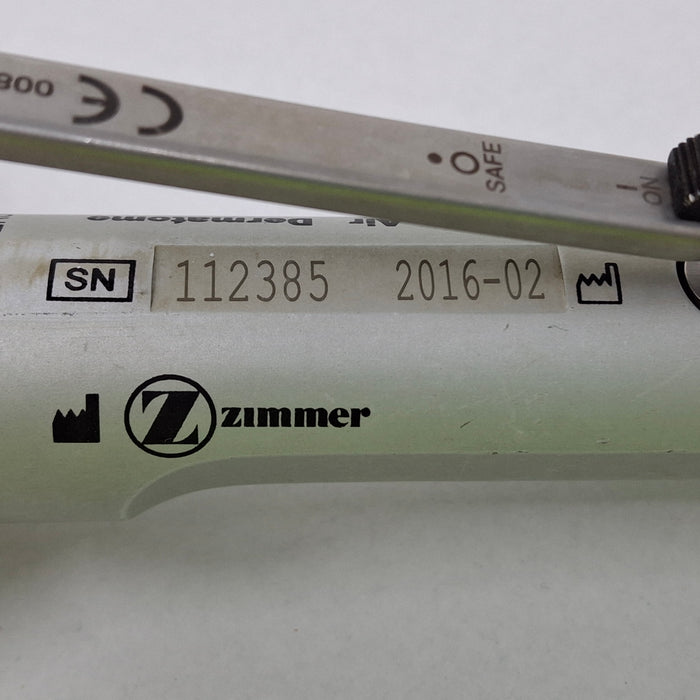 008
CE
SAFE
ON
Air Dermatome
SN 112385 2016-02
Z zimmer